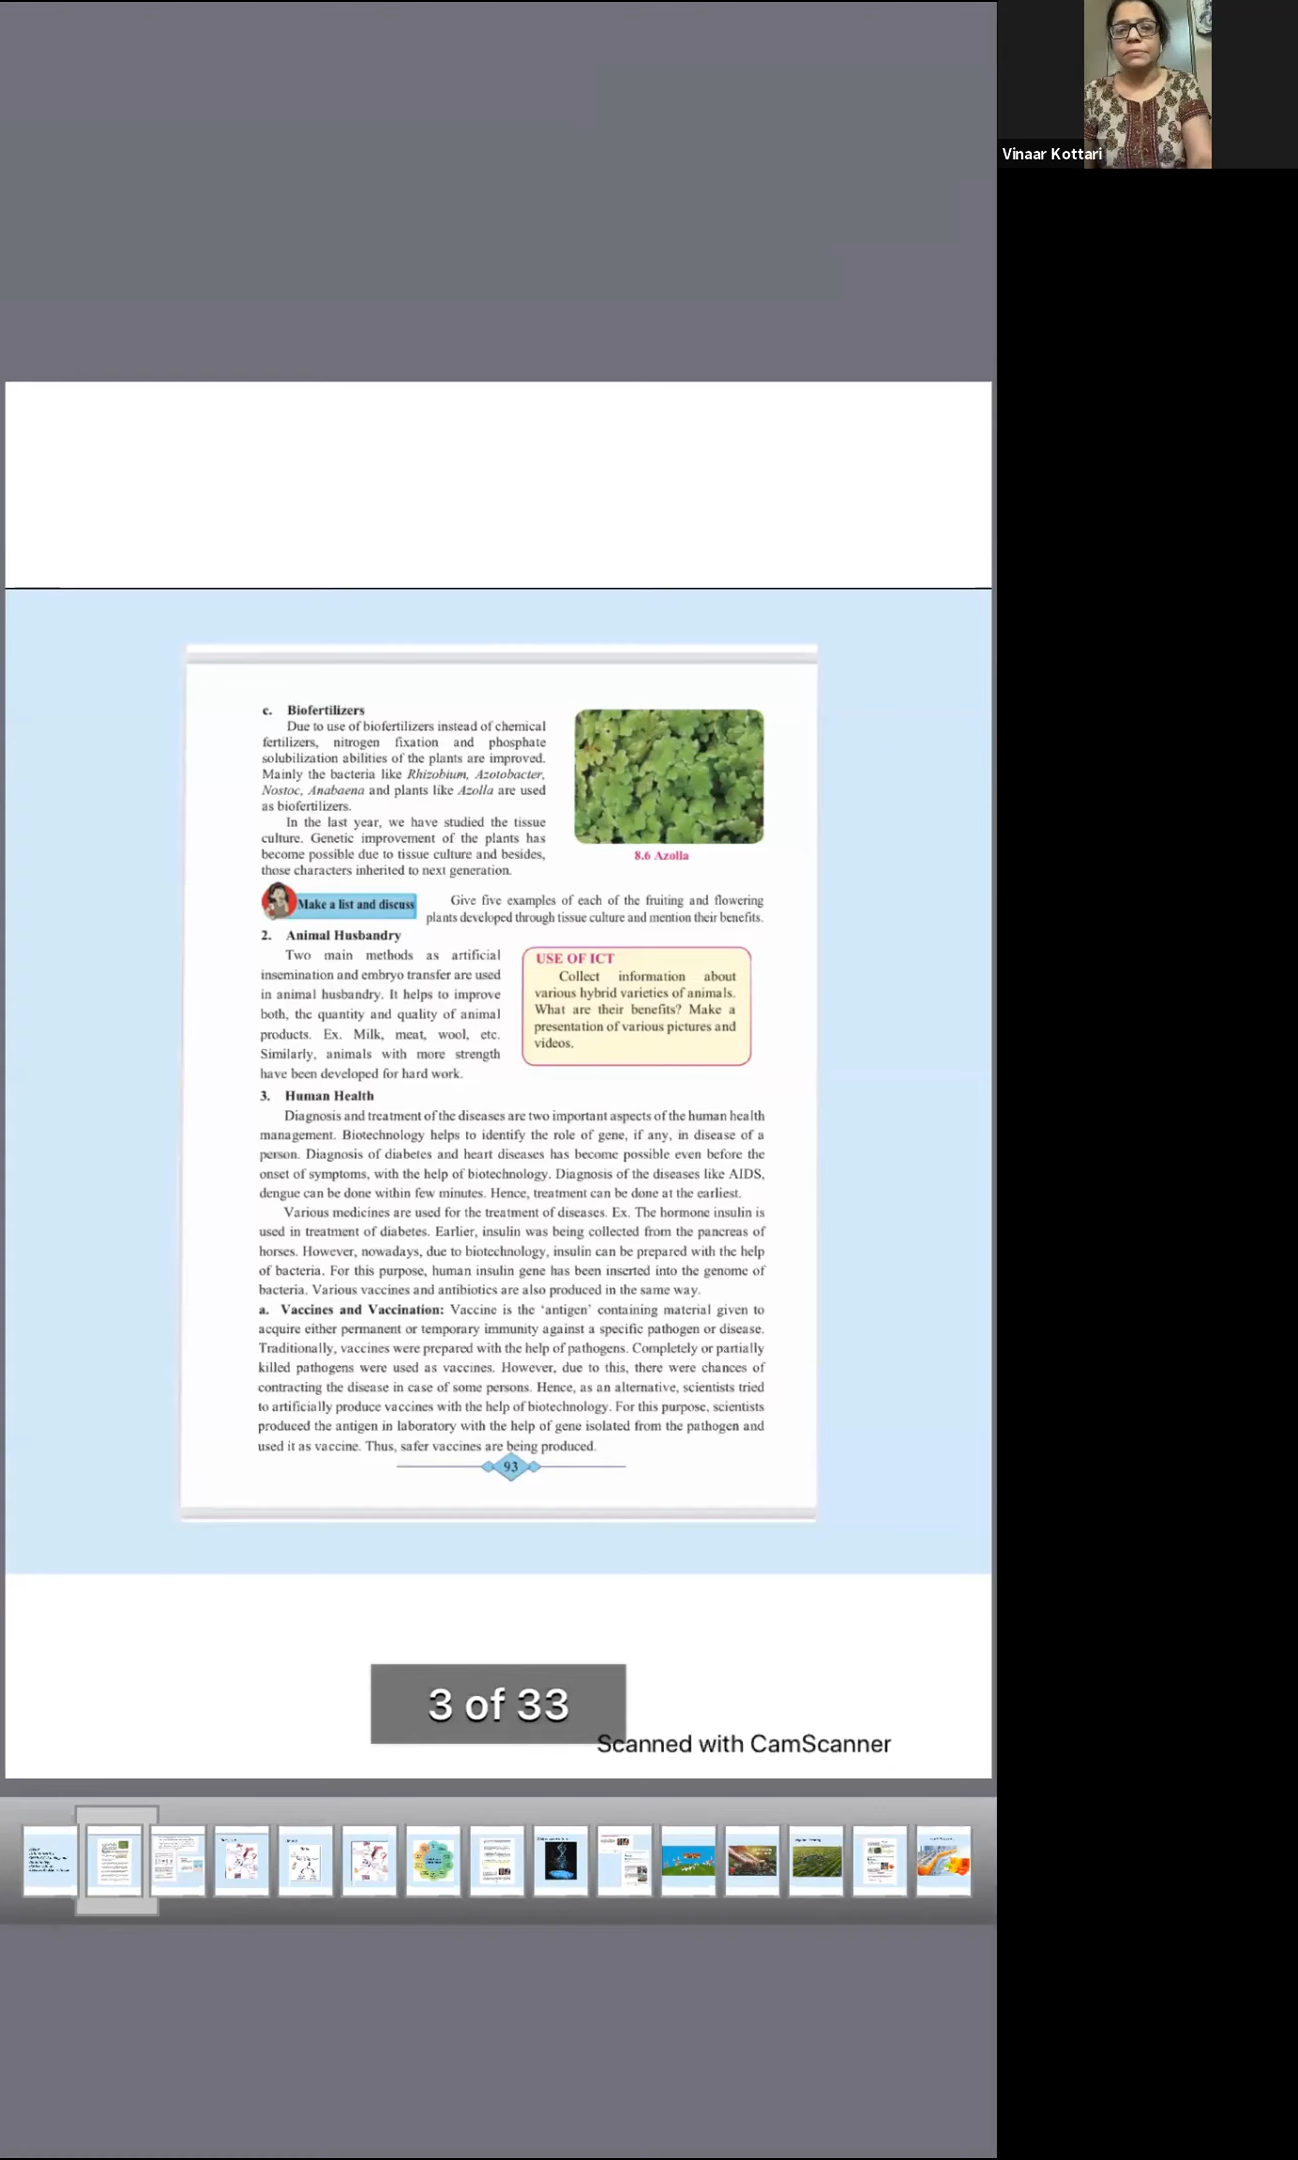 Vinaar Kottari
c. Biofertilizers
Due to use of biofertilizers instead of chemical
fertilizers, nitrogen fixation and phosphate
solubilization abilities of the plants are improved.
Mainly the bacteria like Rhizobium, Azotobacter,
Nostoc, Anabaena and plants like Azolla are used
as biofertilizers.
In the last year, we have studied the tissue
culture. Genetic improvement of the plants has
become possible due to tissue culture and besides,
those characters inherited to next generation.
8.6 Azolla
Make a list and discuss
Give five examples of each of the fruiting and flowering
plants developed through tissue culture and mention their benefits.
2. Animal Husbandry
Two main methods as artificial
insemination and embryo transfer are used
in animal husbandry. It helps to improve
both, the quantity and quality of animal
products. Ex. Milk, meat, wool, etc.
Similarly, animals with more strength
have been developed for hard work.
USE OF ICT
Collect information about
various hybrid varieties of animals.
What are their benefits? Make a
presentation of various pictures and
videos.
3. Human Health
Diagnosis and treatment of the diseases are two important aspects of the human health
management. Biotechnology helps to identify the role of gene, if any, in disease of a
person. Diagnosis of diabetes and heart diseases has become possible even before the
onset of symptoms, with the help of biotechnology. Diagnosis of the diseases like AIDS,
dengue can be done within few minutes. Hence, treatment can be done at the earliest.
Various medicines are used for the treatment of diseases. Ex. The hormone insulin is
used in treatment of diabetes. Earlier, insulin was being collected from the pancreas of
horses. However, nowadays, due to biotechnology, insulin can be prepared with the help
of bacteria. For this purpose, human insulin gene has been inserted into the genome of
bacteria. Various vaccines and antibiotics are also produced in the same way.
a. Vaccines and Vaccination: Vaccine is the ‘antigen’ containing material given to
acquire either permanent or temporary immunity against a specific pathogen or disease.
Traditionally, vaccines were prepared with the help of pathogens. Completely or partially
killed pathogens were used as vaccines. However, due to this, there were chances of
contracting the disease in case of some persons. Hence, as an alternative, scientists tried
to artificially produce vaccines with the help of biotechnology. For this purpose, scientists
produced the antigen in laboratory with the help of gene isolated from the pathogen and
used it as vaccine. Thus, safer vaccines are being produced.
93
3 of 33
Scanned with CamScanner